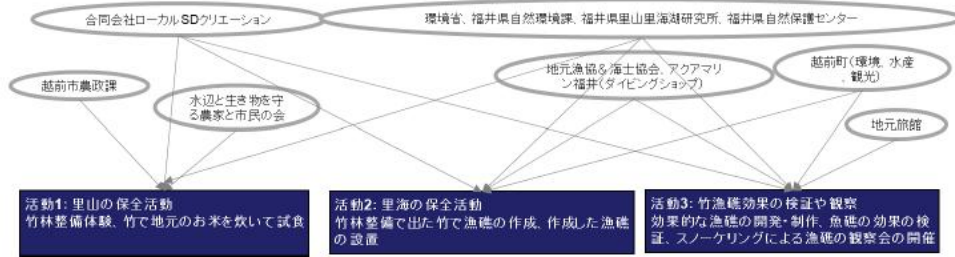 合同会社ローカルSDクリエーション
環境省、福井県自然環境課、福井県里山里海湖研究所、福井県自然保護センター
越前市農政課
水辺と生き物を守
る農家と市民の会
地元漁協&海士協会、アクアマリ
ン福井(ダイビングショップ)
越前町(環境、水産
、観光)
地元旅館
活動1: 里山の保全活動
竹林整備体験、竹で地元のお米を炊いて試食
活動2: 里海の保全活動
竹林整備で出た竹で漁礁の作成、作成した漁礁
の設置
活動3: 竹漁礁効果の検証や観察
効果的な漁礁の開発・制作、魚礁の効果の検
証、スノーケリングによる漁礁の観察会の開催